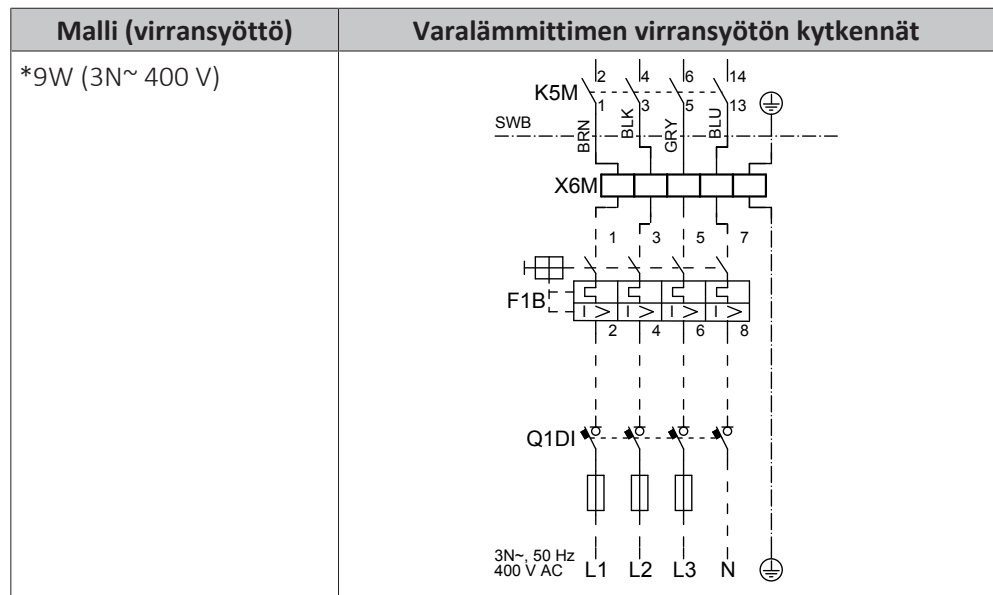 Malli (virransyöttö)
Varalämmittimen virransyötön kytkennät
*9W (3N~ 400 V)
2 4 6 14
K5M
1 3 5 13
SWB
BRN BLK GRY BLU
X6M
1 3 5 7
F1B
I > I > I > I >
2 4 6 8
Q1DI
3N~, 50 Hz
400 V AC
L1 L2 L3 N